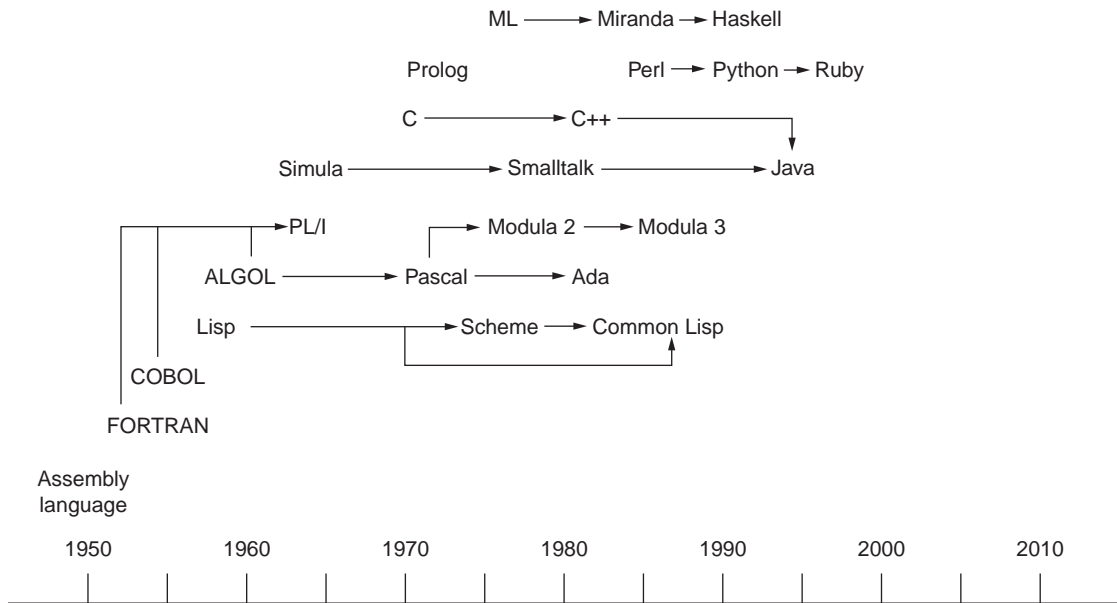 ML Miranda Haskell
Prolog Perl Python Ruby
C C++
Simula Smalltalk Java
PL/I Modula 2 Modula 3
ALGOL Pascal Ada
Lisp Scheme Common Lisp
COBOL
FORTRAN
Assembly
language
1950 1960 1970 1980 1990 2000 2010